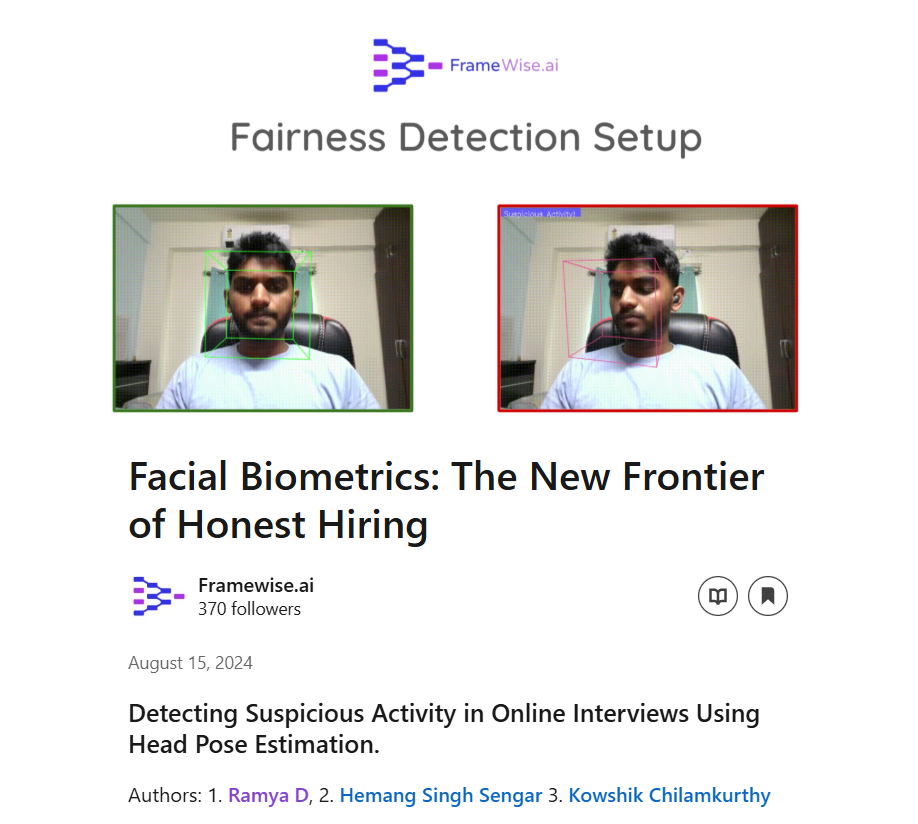 FrameWise.ai
Fairness Detection Setup
Suspicious Activity!
Facial Biometrics: The New Frontier
of Honest Hiring
Framewise.ai
370 followers
August 15, 2024
Detecting Suspicious Activity in Online Interviews Using
Head Pose Estimation.
Authors: 1. Ramya D, 2. Hemang Singh Sengar 3. Kowshik Chilamkurthy